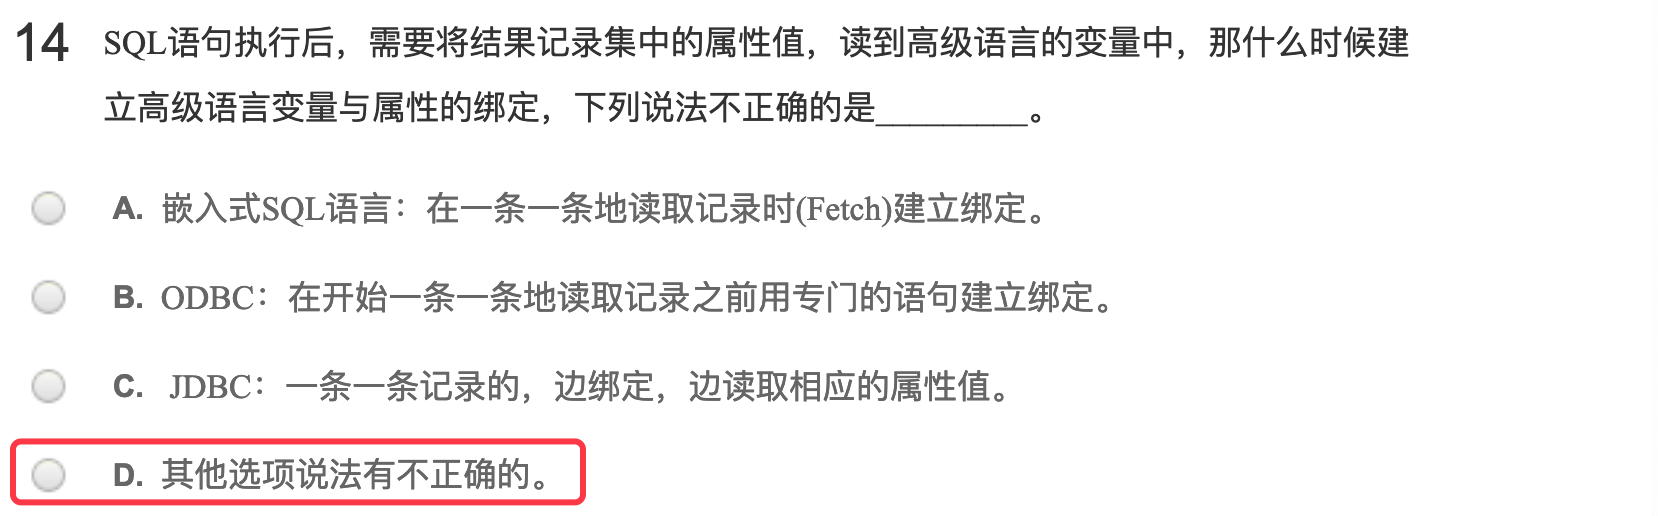 14 SQL语句执行后，需要将结果记录集中的属性值，读到高级语言的变量中，那什么时候建
立高级语言变量与属性的绑定，下列说法不正确的是_________。
A. 嵌入式SQL语言：在一条一条地读取记录时(Fetch)建立绑定。
B. ODBC：在开始一条一条地读取记录之前用专门的语句建立绑定。
C. JDBC：一条一条记录的，边绑定，边读取相应的属性值。
D. 其他选项说法有不正确的。